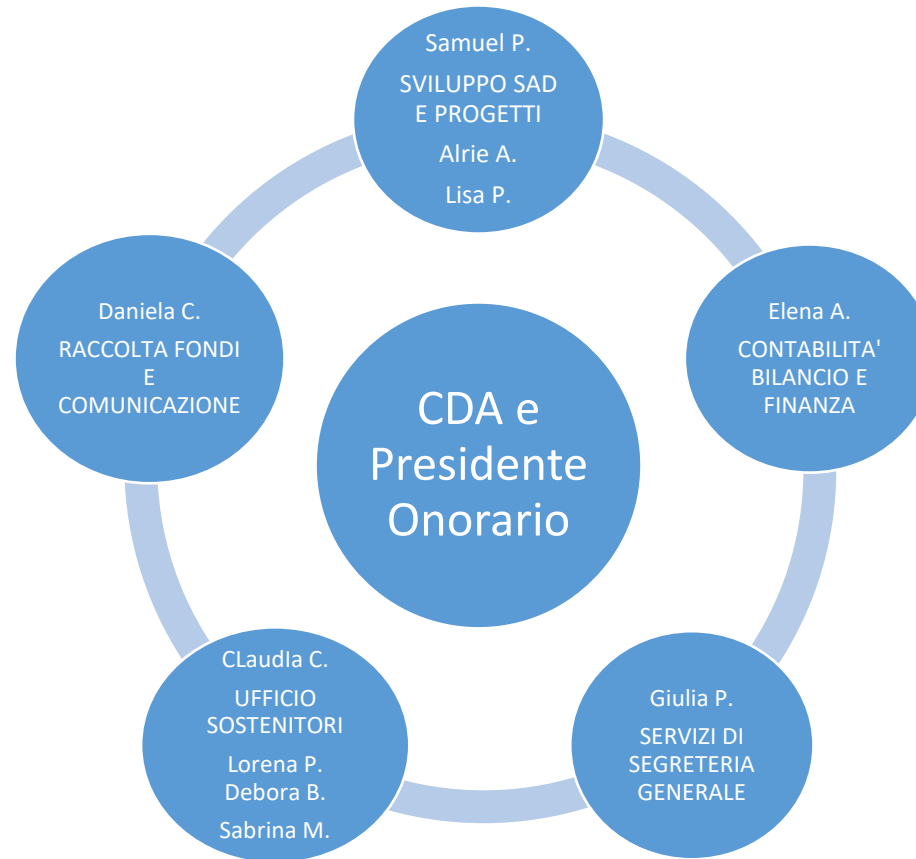 Samuel P.
SVILUPPO SAD
E PROGETTI
Alrie A.
Lisa P.
Elena A.
CONTABILITA'
BILANCIO E
FINANZA
Giulia P.
SERVIZI DI
SEGRETERIA
GENERALE
CLaudIa C.
UFFICIO
SOSTENITORI
Lorena P.
Debora B.
Sabrina M.
Daniela C.
RACCOLTA FONDI
E
COMUNICAZIONE
CDA e
Presidente
Onorario